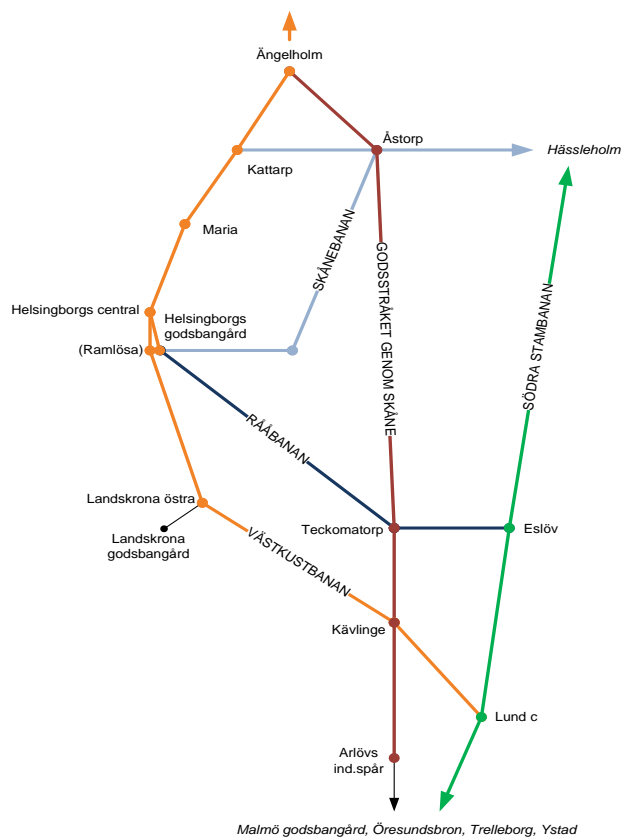 Ängelholm
Åstorp
Hässleholm
Kattarp
Maria
SKÅNEBANAN
GODSSTRÅKET GENOM SKÅNE
SÖDRA STAMBANAN
Helsingborgs central
Helsingborgs
godsbangård
(Ramlösa)
RÅÅBANAN
Landskrona östra
Landskrona
godsbangård
VÄSTKUSTBANAN
Teckomatorp
Eslöv
Kävlinge
Lund c
Arlövs
ind.spår
Malmö godsbangård, Öresundsbron, Trelleborg, Ystad